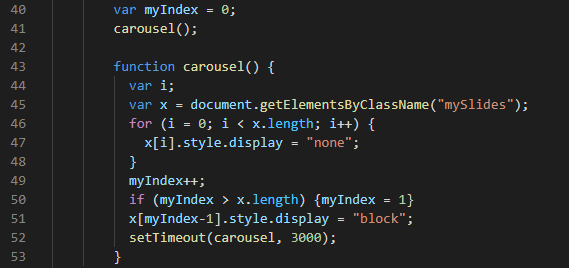 40 var myIndex = 0;
41 carousel();
42
43 function carousel() {
44 var i;
45 var x = document.getElementsByClassName("mySlides");
46 for (i = 0; i < x.length; i++) {
47 x[i].style.display = "none";
48 }
49 myIndex++;
50 if (myIndex > x.length) {myIndex = 1}
51 x[myIndex-1].style.display = "block";
52 setTimeout(carousel, 3000);
53 }